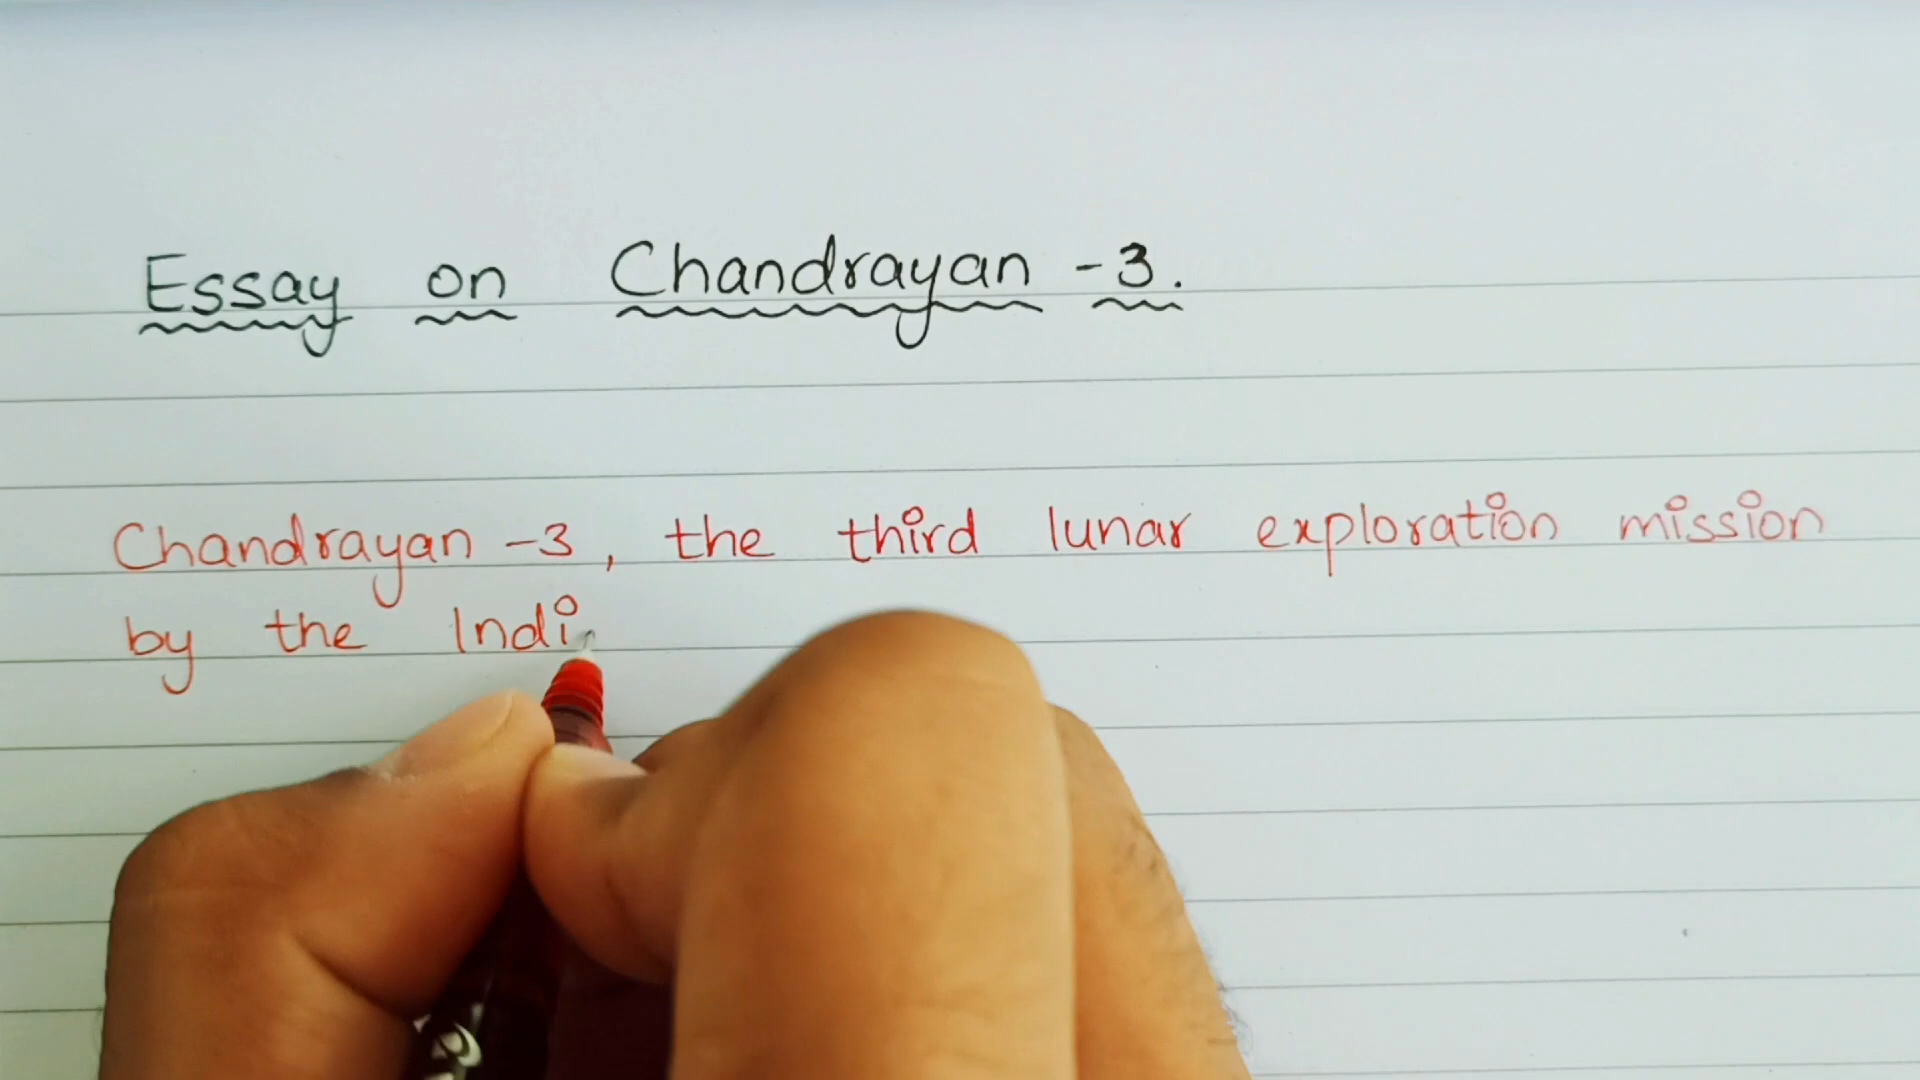 Essay on Chandrayan -3.
Chandrayan -3, the third lunar exploration mission
by the Indi